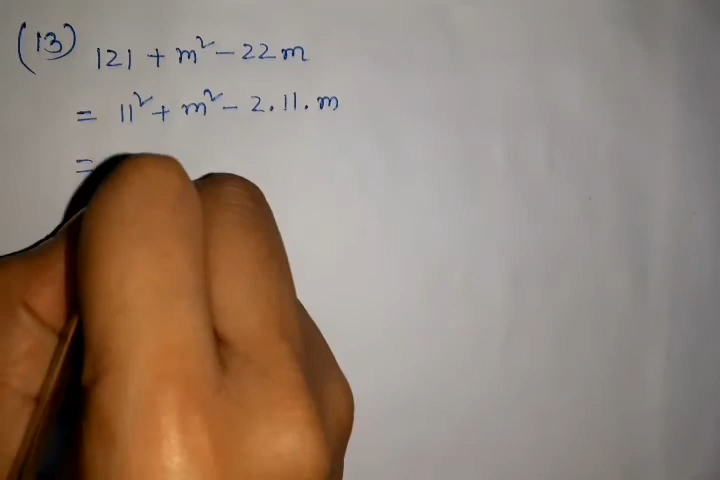 (13) 121 + m² - 22m
= 11² + m² - 2.11.m
=